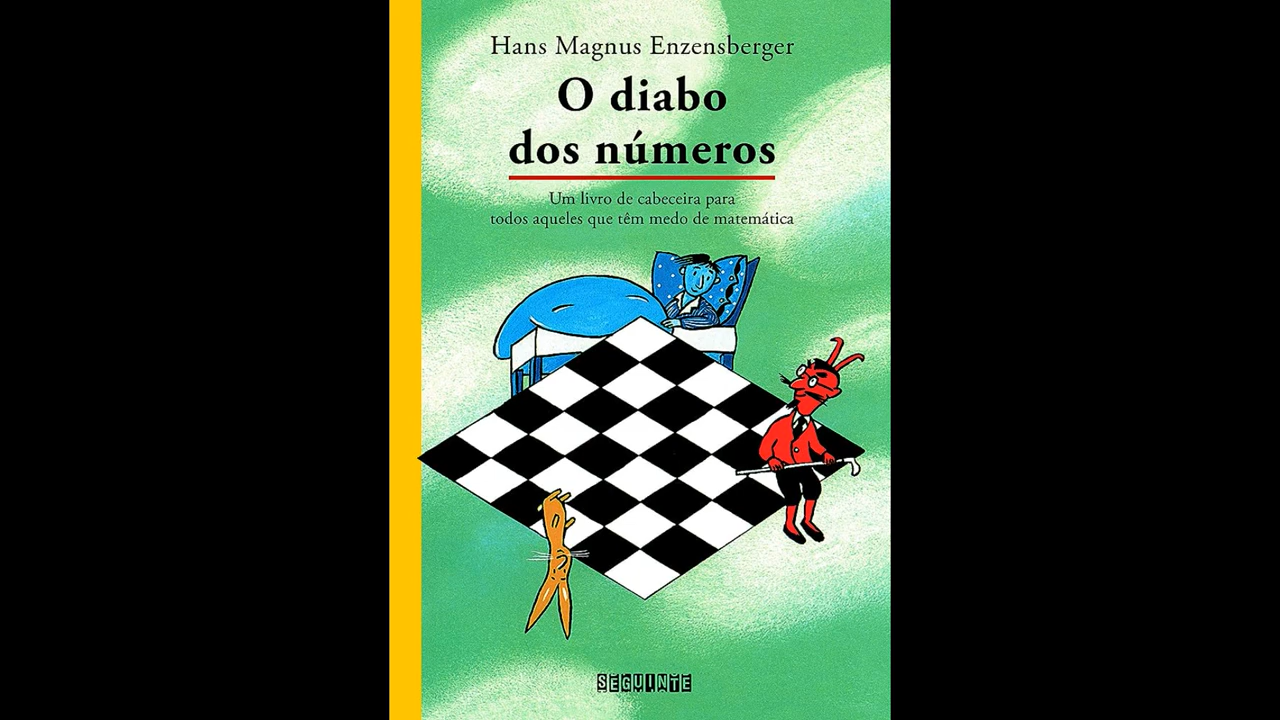 Hans Magnus Enzensberger
O diabo
dos números
Um livro de cabeceira para
todos aqueles que têm medo de matemática
SEGUINTE